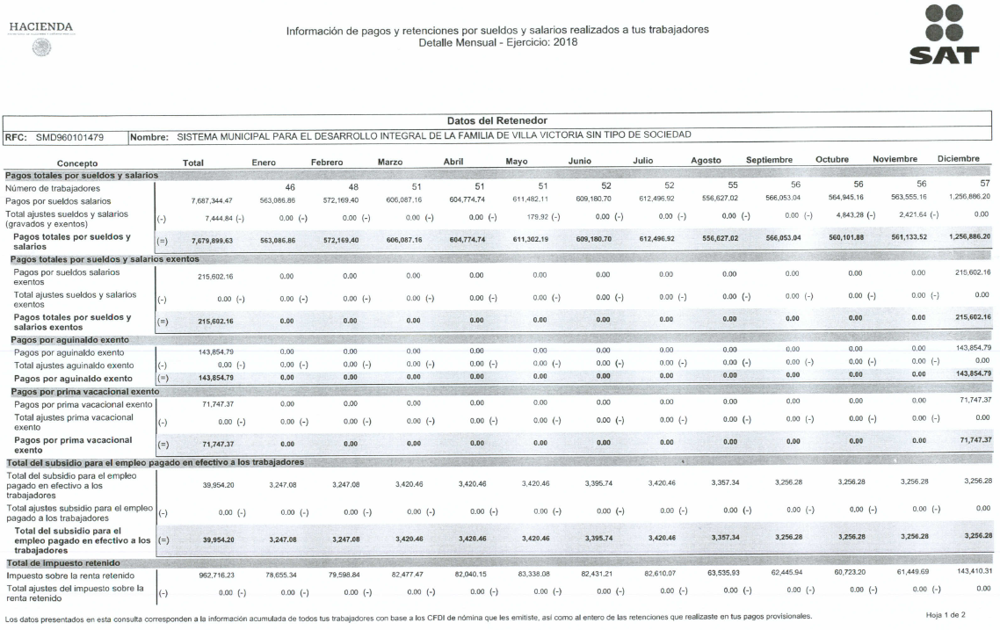 HACIENDA
Información de pagos y retenciones por sueldos y salarios realizados a tus trabajadores
Detalle Mensual - Ejercicio: 2018
SAT
Datos del Retenedor
RFC: SMD960101479 Nombre: SISTEMA MUNICIPAL PARA EL DESARROLLO INTEGRAL DE LA FAMILIA DE VILLA VICTORIA SIN TIPO DE SOCIEDAD
Concepto Total Enero Febrero Marzo Abril Mayo Junio Julio Agosto Septiembre Octubre Noviembre Diciembre
Pagos totales por sueldos y salarios
Número de trabajadores 46 48 51 51 51 52 52 55 56 56 56 57
Pagos por sueldos salarios 7,687,344.47 563,086.86 572,169.40 606,087.16 604,774.74 611,482.11 609,180.70 612,496.92 556,627.02 566,053.04 564,945.16 563,555.16 1,256,886.20
Total ajustes sueldos y salarios
(gravados y exentos) (-) 7,444.84 (-) 0.00 (-) 0.00 (-) 0.00 (-) 0.00 (-) 179.92 (-) 0.00 (-) 0.00 (-) 0.00 (-) 0.00 (-) 4,843.28 (-) 2,421.64 (-) 0.00
Pagos totales por sueldos y
salarios (=) 7,679,899.63 563,086.86 572,169.40 606,087.16 604,774.74 611,302.19 609,180.70 612,496.92 556,627.02 566,053.04 560,101.88 561,133.52 1,256,886.20
Pagos totales por sueldos y salarios exentos
Pagos por sueldos salarios
exentos 215,602.16 0.00 0.00 0.00 0.00 0.00 0.00 0.00 0.00 0.00 0.00 0.00 215,602.16
Total ajustes sueldos y salarios
exentos (-) 0.00 (-) 0.00 (-) 0.00 (-) 0.00 (-) 0.00 (-) 0.00 (-) 0.00 (-) 0.00 (-) 0.00 (-) 0.00 (-) 0.00 (-) 0.00 (-) 0.00
Pagos totales por sueldos y
salarios exentos (=) 215,602.16 0.00 0.00 0.00 0.00 0.00 0.00 0.00 0.00 0.00 0.00 0.00 215,602.16
Pagos por aguinaldo exento
Pagos por aguinaldo exento 143,854.79 0.00 0.00 0.00 0.00 0.00 0.00 0.00 0.00 0.00 0.00 0.00 143,854.79
Total ajustes aguinaldo exento (-) 0.00 (-) 0.00 (-) 0.00 (-) 0.00 (-) 0.00 (-) 0.00 (-) 0.00 (-) 0.00 (-) 0.00 (-) 0.00 (-) 0.00 (-) 0.00 (-) 0.00
Pagos por aguinaldo exento (=) 143,854.79 0.00 0.00 0.00 0.00 0.00 0.00 0.00 0.00 0.00 0.00 0.00 143,854.79
Pagos por prima vacacional exento
Pagos por prima vacacional exento 71,747.37 0.00 0.00 0.00 0.00 0.00 0.00 0.00 0.00 0.00 0.00 0.00 71,747.37
Total ajustes prima vacacional
exento (-) 0.00 (-) 0.00 (-) 0.00 (-) 0.00 (-) 0.00 (-) 0.00 (-) 0.00 (-) 0.00 (-) 0.00 (-) 0.00 (-) 0.00 (-) 0.00 (-) 0.00
Pagos por prima vacacional
exento (=) 71,747.37 0.00 0.00 0.00 0.00 0.00 0.00 0.00 0.00 0.00 0.00 0.00 71,747.37
Total del subsidio para el empleo pagado en efectivo a los trabajadores
Total del subsidio para el empleo
pagado en efectivo a los
trabajadores 39,954.20 3,247.08 3,247.08 3,420.46 3,420.46 3,420.46 3,395.74 3,420.46 3,357.34 3,256.28 3,256.28 3,256.28 3,256.28
Total ajustes subsidio para el empleo
pagado a los trabajadores (-) 0.00 (-) 0.00 (-) 0.00 (-) 0.00 (-) 0.00 (-) 0.00 (-) 0.00 (-) 0.00 (-) 0.00 (-) 0.00 (-) 0.00 (-) 0.00 (-) 0.00
Total del subsidio para el
empleo pagado en efectivo a los
trabajadores (=) 39,954.20 3,247.08 3,247.08 3,420.46 3,420.46 3,420.46 3,395.74 3,420.46 3,357.34 3,256.28 3,256.28 3,256.28 3,256.28
Total de impuesto retenido
Impuesto sobre la renta retenido 962,716.23 78,655.34 79,598.84 82,477.47 82,040.15 83,338.08 82,431.21 82,610.07 63,535.93 62,445.94 60,723.20 61,449.69 143,410.31
Total ajustes del impuesto sobre la
renta retenido (-) 0.00 (-) 0.00 (-) 0.00 (-) 0.00 (-) 0.00 (-) 0.00 (-) 0.00 (-) 0.00 (-) 0.00 (-) 0.00 (-) 0.00 (-) 0.00 (-) 0.00
Los datos presentados en esta consulta corresponden a la información acumulada de todos tus trabajadores con base a los CFDI de nómina que les emitiste, así como al entero de las retenciones que realizaste en tus pagos provisionales.
Hoja 1 de 2